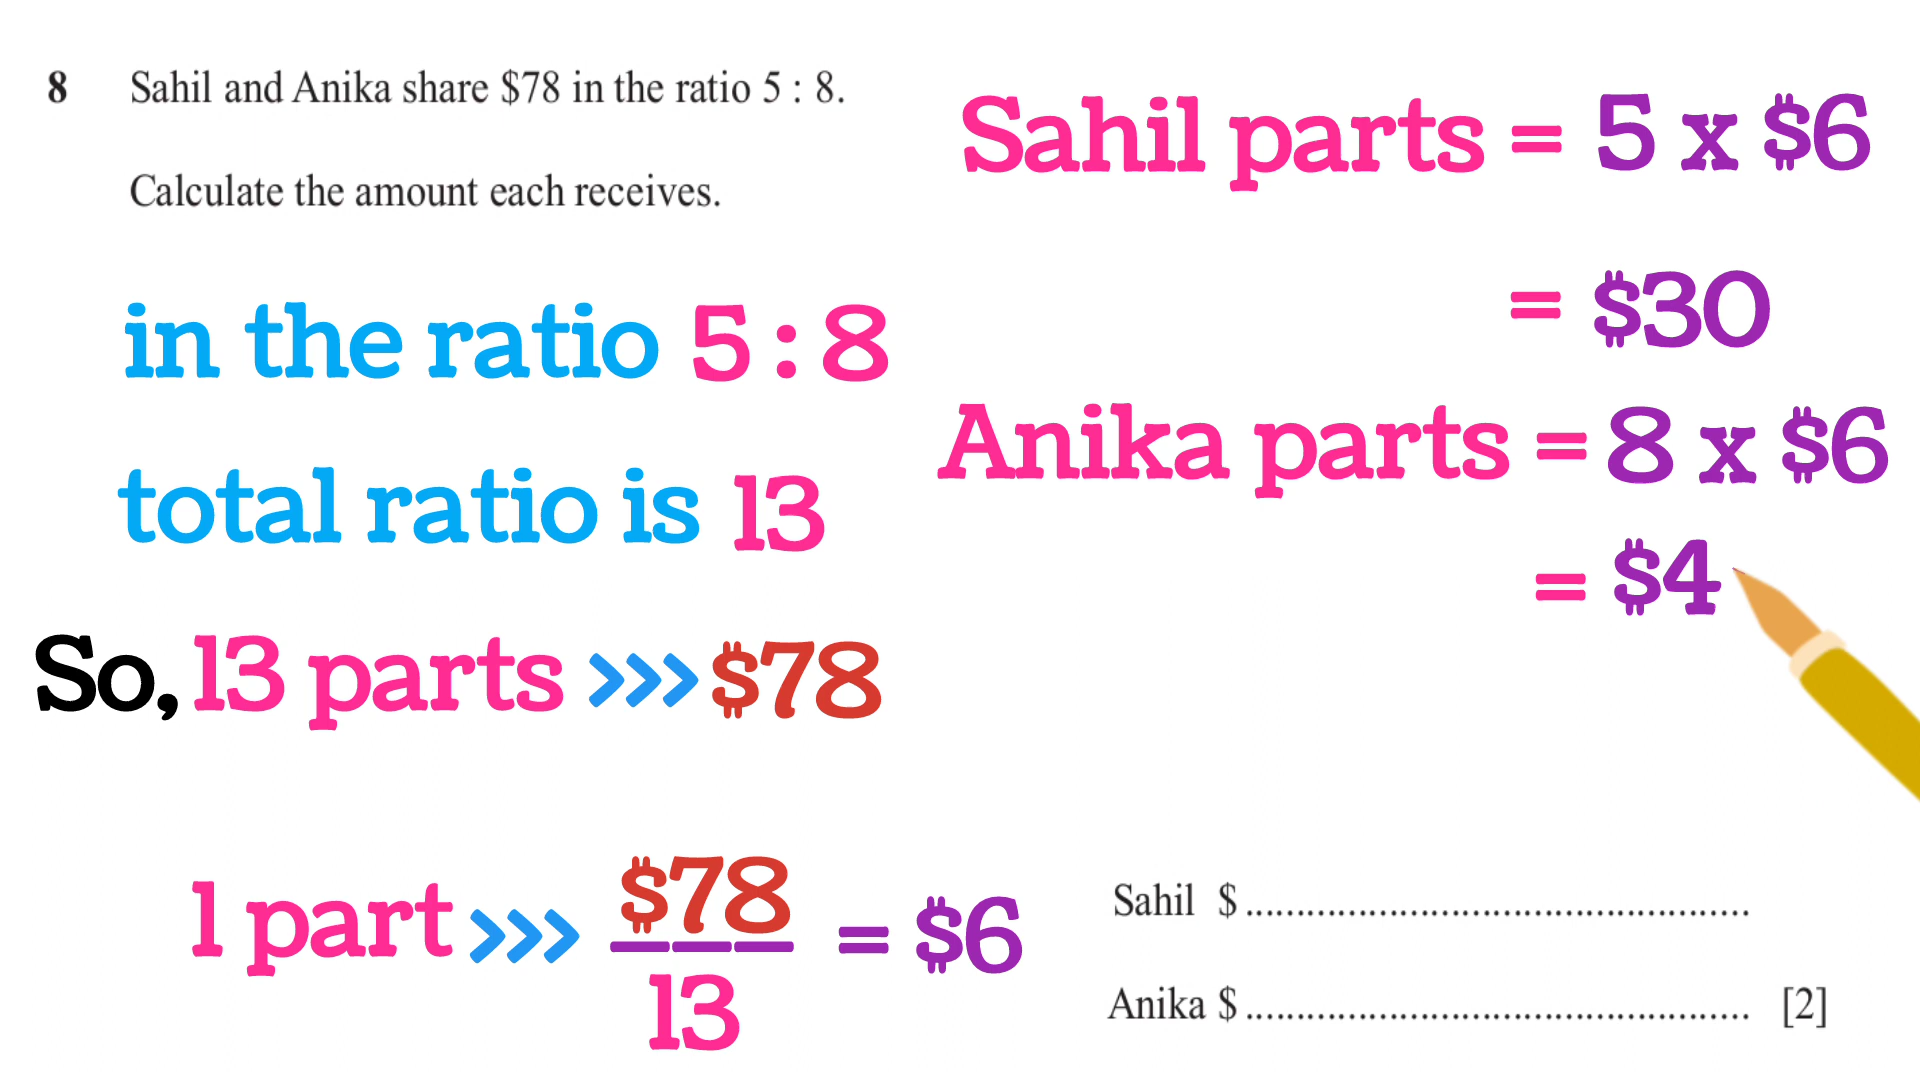 8 Sahil and Anika share $78 in the ratio 5 : 8.
Calculate the amount each receives.
in the ratio 5 : 8
total ratio is 13
So, 13 parts >>> $78
1 part >>> $78
13
= $6
Sahil parts = 5 x $6
= $30
Anika parts = 8 x $6
= $4
Sahil $ ..................................................
Anika $ .................................................. [2]